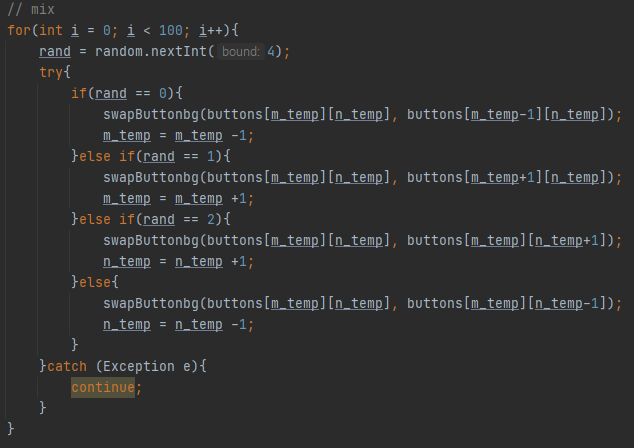 // mix
for(int i = 0; i < 100; i++){
    rand = random.nextInt( bound: 4);
    try{
        if(rand == 0){
            swapButtonbg(buttons[m_temp][n_temp], buttons[m_temp-1][n_temp]);
            m_temp = m_temp -1;
        }else if(rand == 1){
            swapButtonbg(buttons[m_temp][n_temp], buttons[m_temp+1][n_temp]);
            m_temp = m_temp +1;
        }else if(rand == 2){
            swapButtonbg(buttons[m_temp][n_temp], buttons[m_temp][n_temp+1]);
            n_temp = n_temp +1;
        }else{
            swapButtonbg(buttons[m_temp][n_temp], buttons[m_temp][n_temp-1]);
            n_temp = n_temp -1;
        }
    }catch (Exception e){
        continue;
    }
}